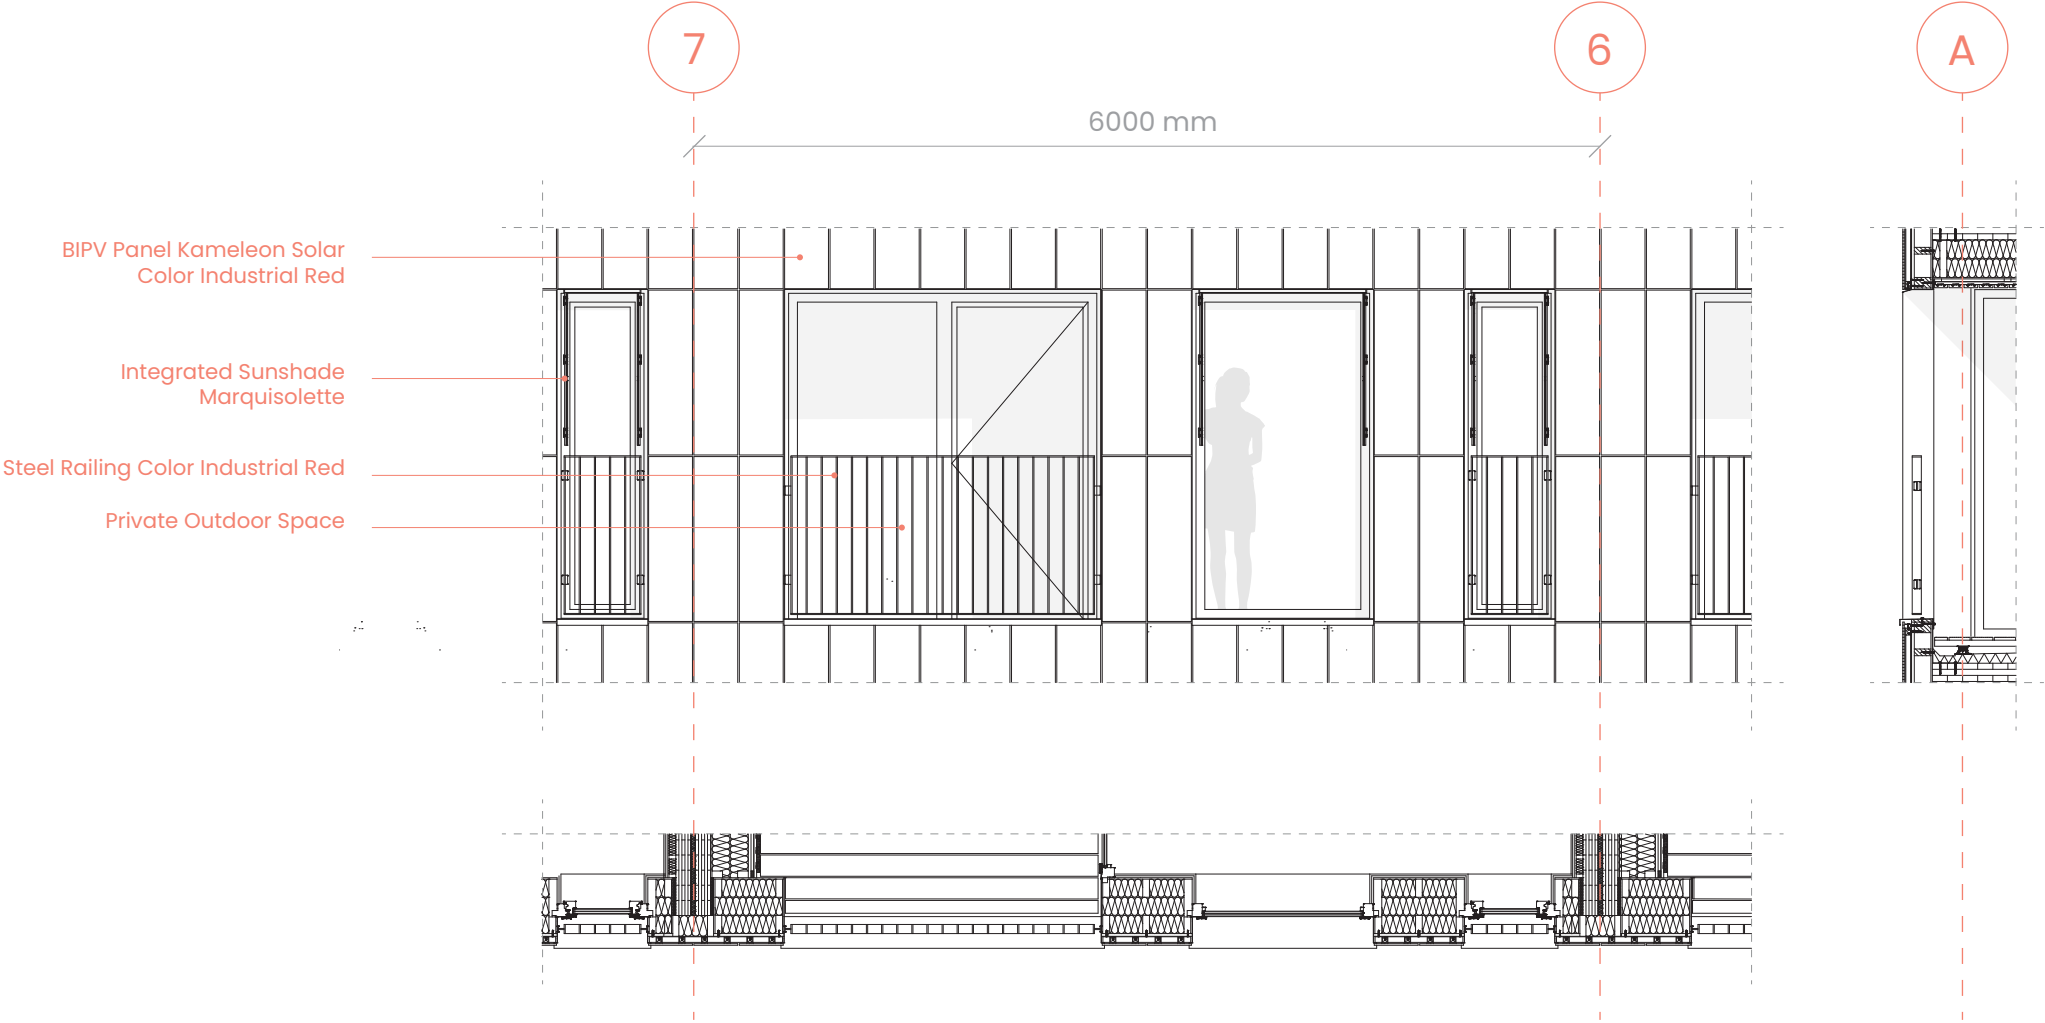 7
6
A
6000 mm
BIPV Panel Kameleon Solar
Color Industrial Red
Integrated Sunshade
Marquisolette
Steel Railing Color Industrial Red
Private Outdoor Space